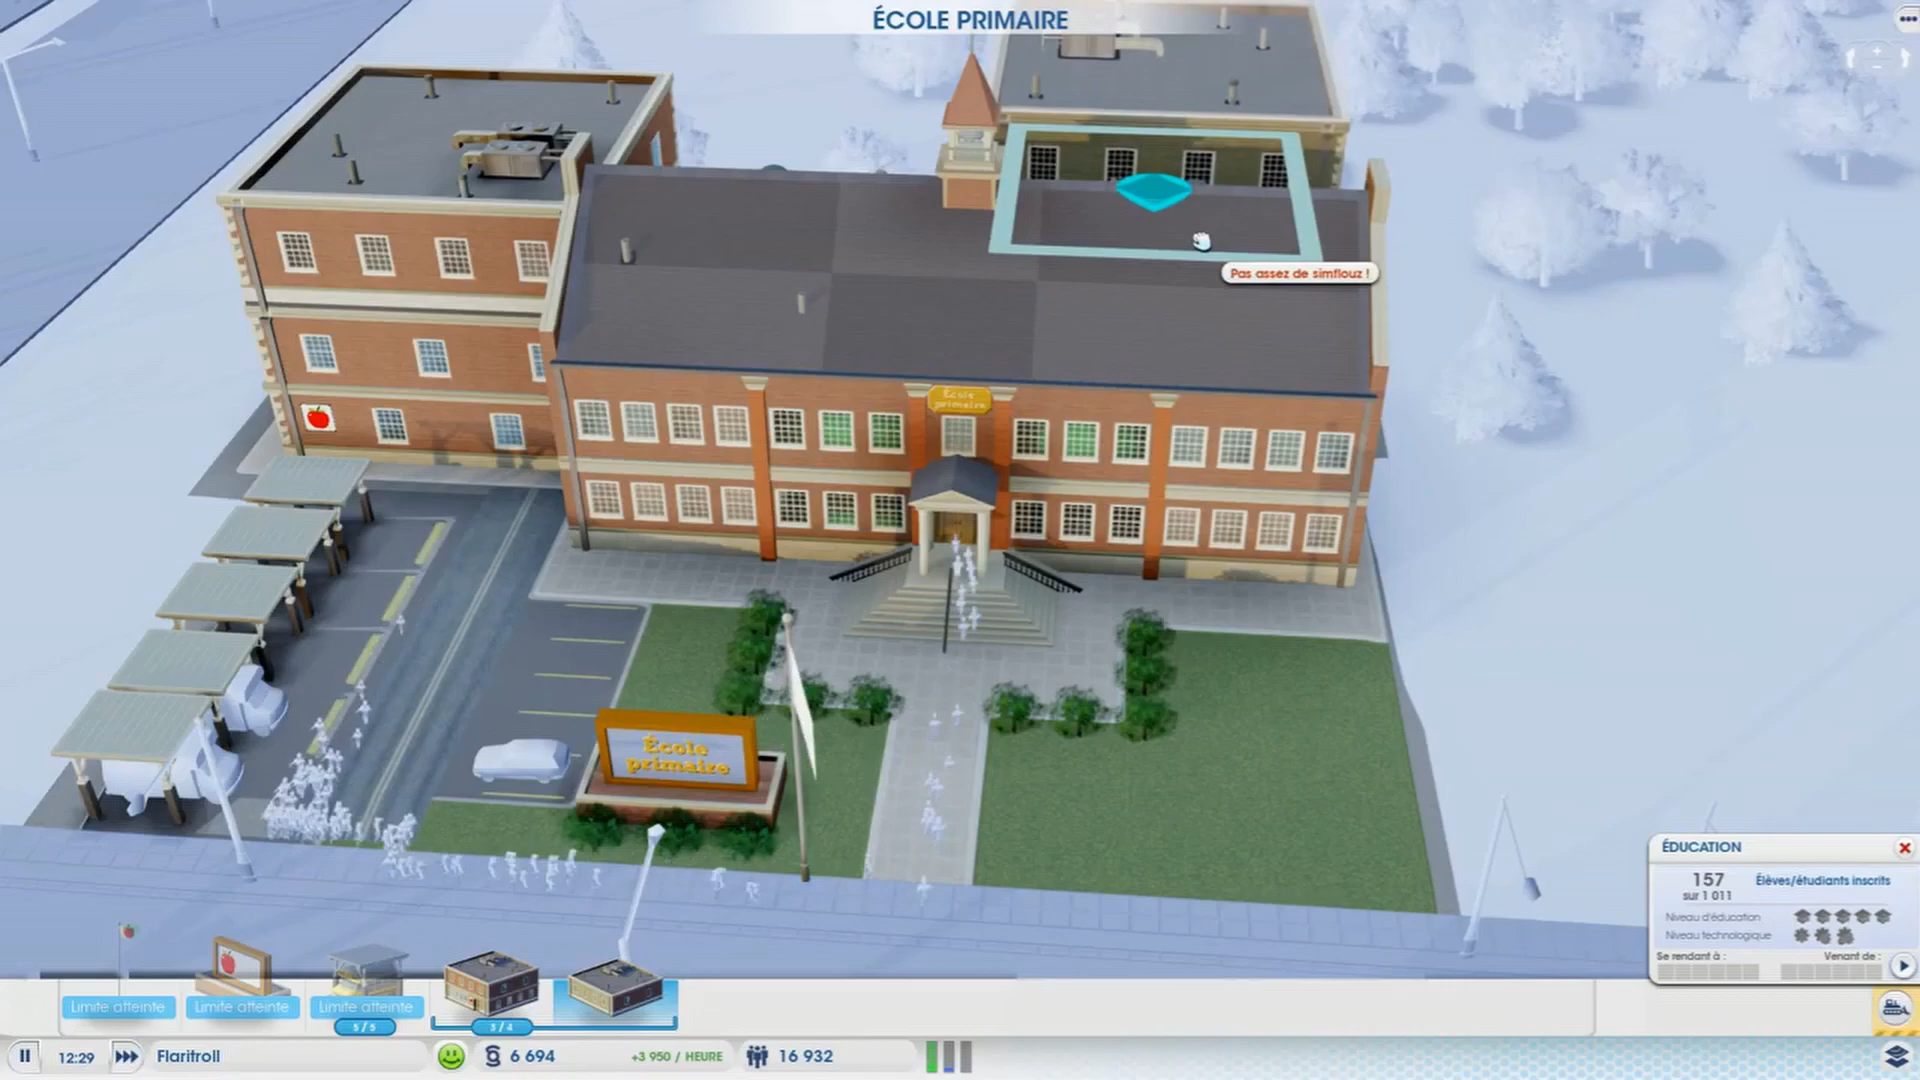 ÉCOLE PRIMAIRE
Pas assez de simflouz !
École
primaire
École
primaire
ÉDUCATION
157
sur 1 011
Élèves/étudiants inscrits
Niveau d'éducation
Niveau technologique
Se rendant à :
Venant de :
Limite atteinte
Limite atteinte
Limite atteinte
5 / 5
3 / 4
12:29
Flaritroll
6 694
+3 950 / HEURE
16 932